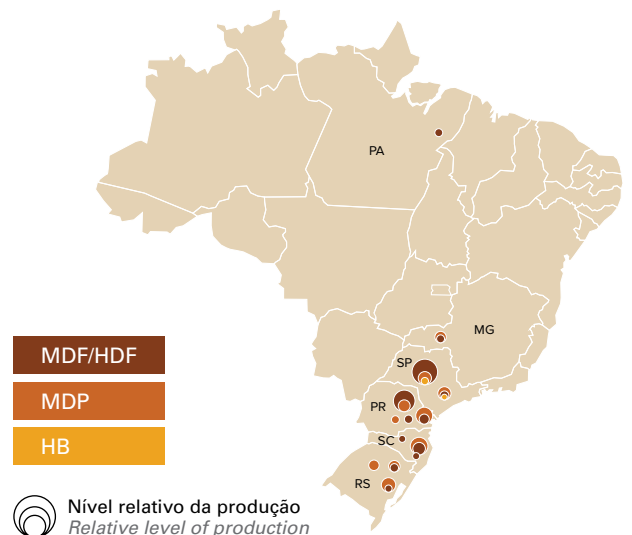 PA
MG
SP
PR
SC
RS
MDF/HDF
MDP
HB
Nível relativo da produção
Relative level of production